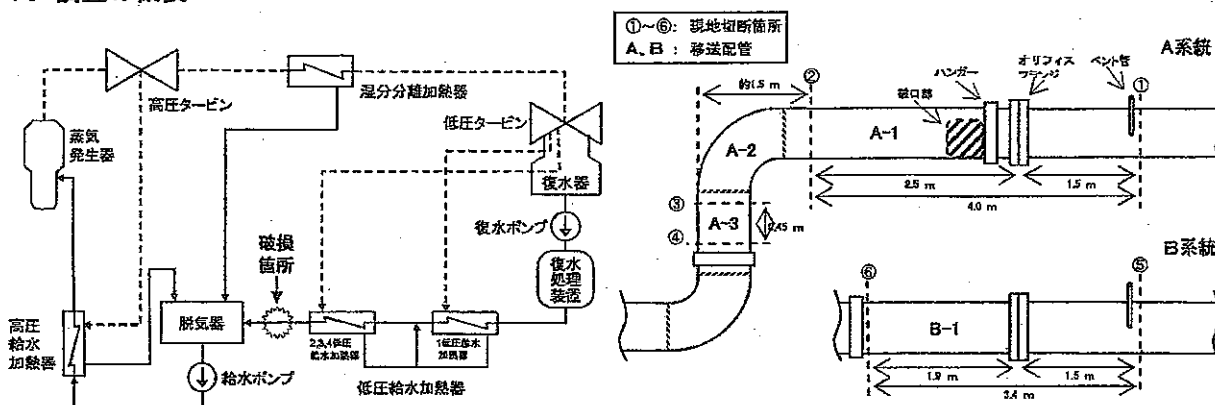 ①~⑥: 現地切断箇所
A、B: 移送配管
高圧タービン
湿分分離加熱器
低圧タービン
蒸気
発生器
復水器
復水ポンプ
復水
処理
装置
破損
箇所
脱気器
高圧
給水
加熱器
2,3,4低圧
給水加熱器
1低圧給水
加熱器
給水ポンプ
低圧給水加熱器
A系統
約1.5 m
②
ハンガー
オリフィス
フランジ
ベント管
①
破口部
A-1
A-2
2.5 m
1.5 m
4.0 m
③
A-3
0.45 m
④
B系統
⑥
⑤
B-1
1.9 m
1.5 m
3.4 m